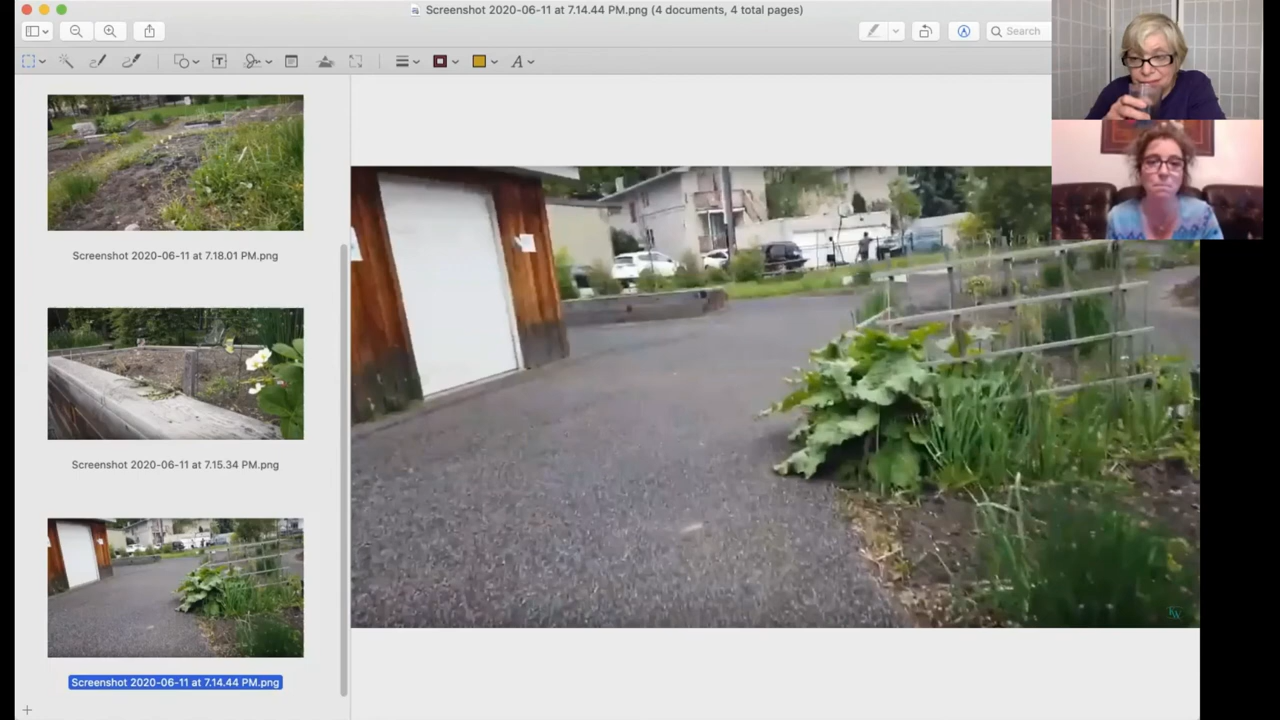 Screenshot 2020-06-11 at 7.14.44 PM.png (4 documents, 4 total pages)
Search
Screenshot 2020-06-11 at 7.18.01 PM.png
Screenshot 2020-06-11 at 7.15.34 PM.png
Screenshot 2020-06-11 at 7.14.44 PM.png